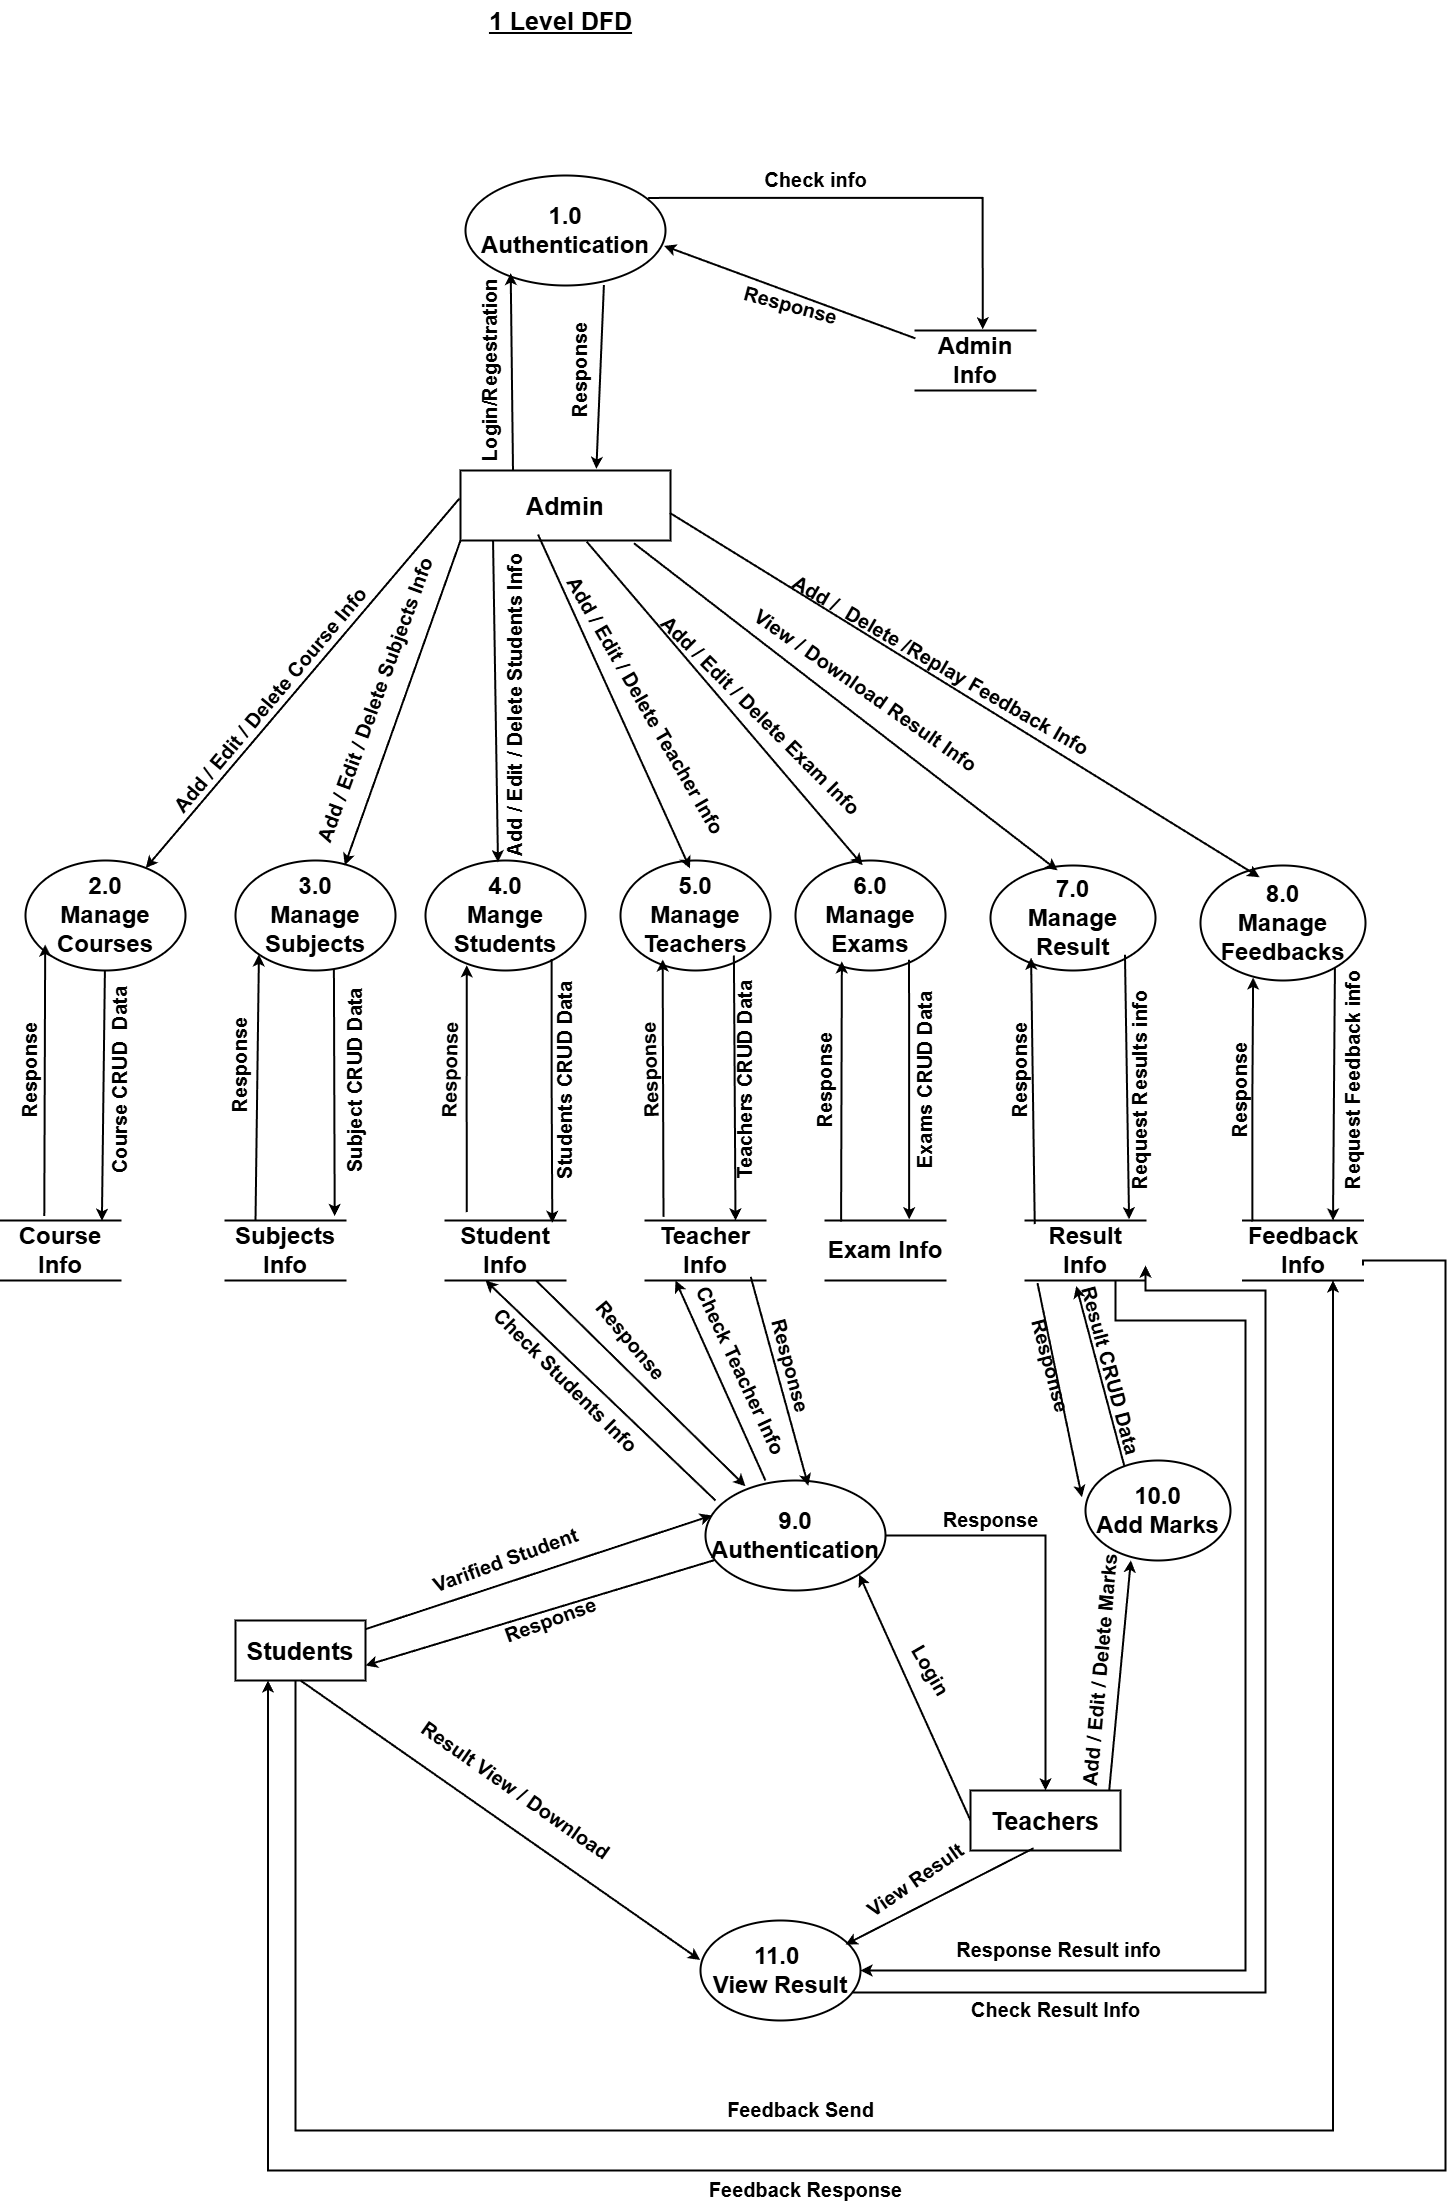 1 Level DFD
Check info
1.0
Authentication
Response
Login/Regestration
Response
Admin
Info
Admin
Add / Edit / Delete Course Info
Add / Edit / Delete Subjects Info
Add / Edit / Delete Students Info
Add / Edit / Delete Teacher Info
Add / Edit / Delete Exam Info
View / Download Result Info
Add /  Delete /Replay Feedback Info
2.0
Manage
Courses
3.0
Manage
Subjects
4.0
Mange
Students
5.0
Manage
Teachers
6.0
Manage
Exams
7.0
Manage
Result
8.0
Manage
Feedbacks
Response
Course CRUD  Data
Response
Subject CRUD Data
Response
Students CRUD Data
Response
Teachers CRUD Data
Response
Exams CRUD Data
Response
Request Results info
Response
Request Feedback info
Course
Info
Subjects
Info
Student
Info
Teacher
Info
Exam Info
Result
Info
Feedback
Info
Check Students Info
Response
Check Teacher Info
Response
Response
Result CRUD Data
9.0
Authentication
Response
10.0
Add Marks
Varified Student
Response
Students
Login
Add / Edit / Delete Marks
Result View / Download
Teachers
View Result
11.0
View Result
Response Result info
Check Result Info
Feedback Send
Feedback Response